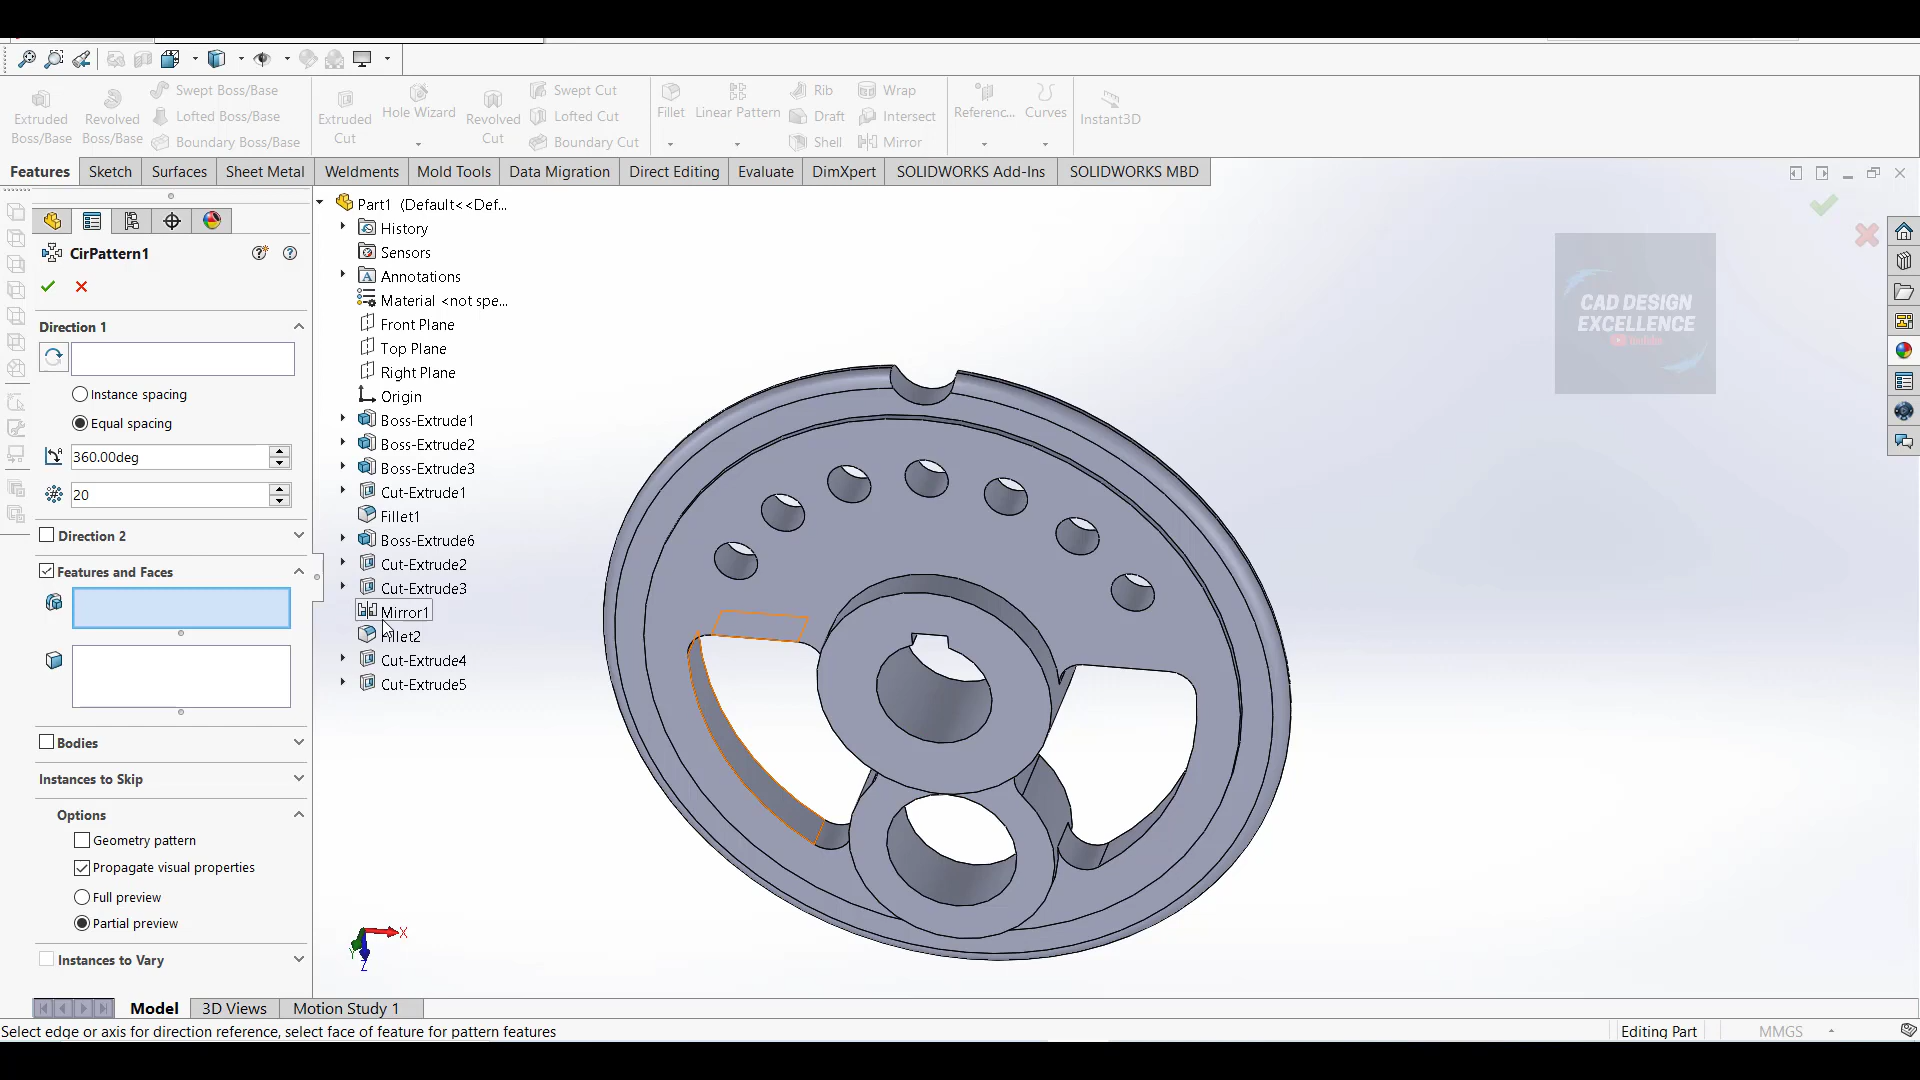 Extruded Boss/Base
Revolved Boss/Base
Swept Boss/Base
Lofted Boss/Base
Boundary Boss/Base
Extruded Cut
Hole Wizard
Revolved Cut
Swept Cut
Lofted Cut
Boundary Cut
Fillet
Linear Pattern
Rib
Draft
Shell
Wrap
Intersect
Mirror
Referenc...
Curves
Instant3D
Features
Sketch
Surfaces
Sheet Metal
Weldments
Mold Tools
Data Migration
Direct Editing
Evaluate
DimXpert
SOLIDWORKS Add-Ins
SOLIDWORKS MBD
CirPattern1
Direction 1
Instance spacing
Equal spacing
360.00deg
20
Direction 2
Features and Faces
Bodies
Instances to Skip
Options
Geometry pattern
Propagate visual properties
Full preview
Partial preview
Instances to Vary
Part1 (Default<<Def...
History
Sensors
Annotations
Material <not spe...
Front Plane
Top Plane
Right Plane
Origin
Boss-Extrude1
Boss-Extrude2
Boss-Extrude3
Cut-Extrude1
Fillet1
Boss-Extrude6
Cut-Extrude2
Cut-Extrude3
Mirror1
Fillet2
Cut-Extrude4
Cut-Extrude5
CAD DESIGN
EXCELLENCE
X
Y
Z
Model
3D Views
Motion Study 1
Select edge or axis for direction reference, select face of feature for pattern features
Editing Part
MMGS